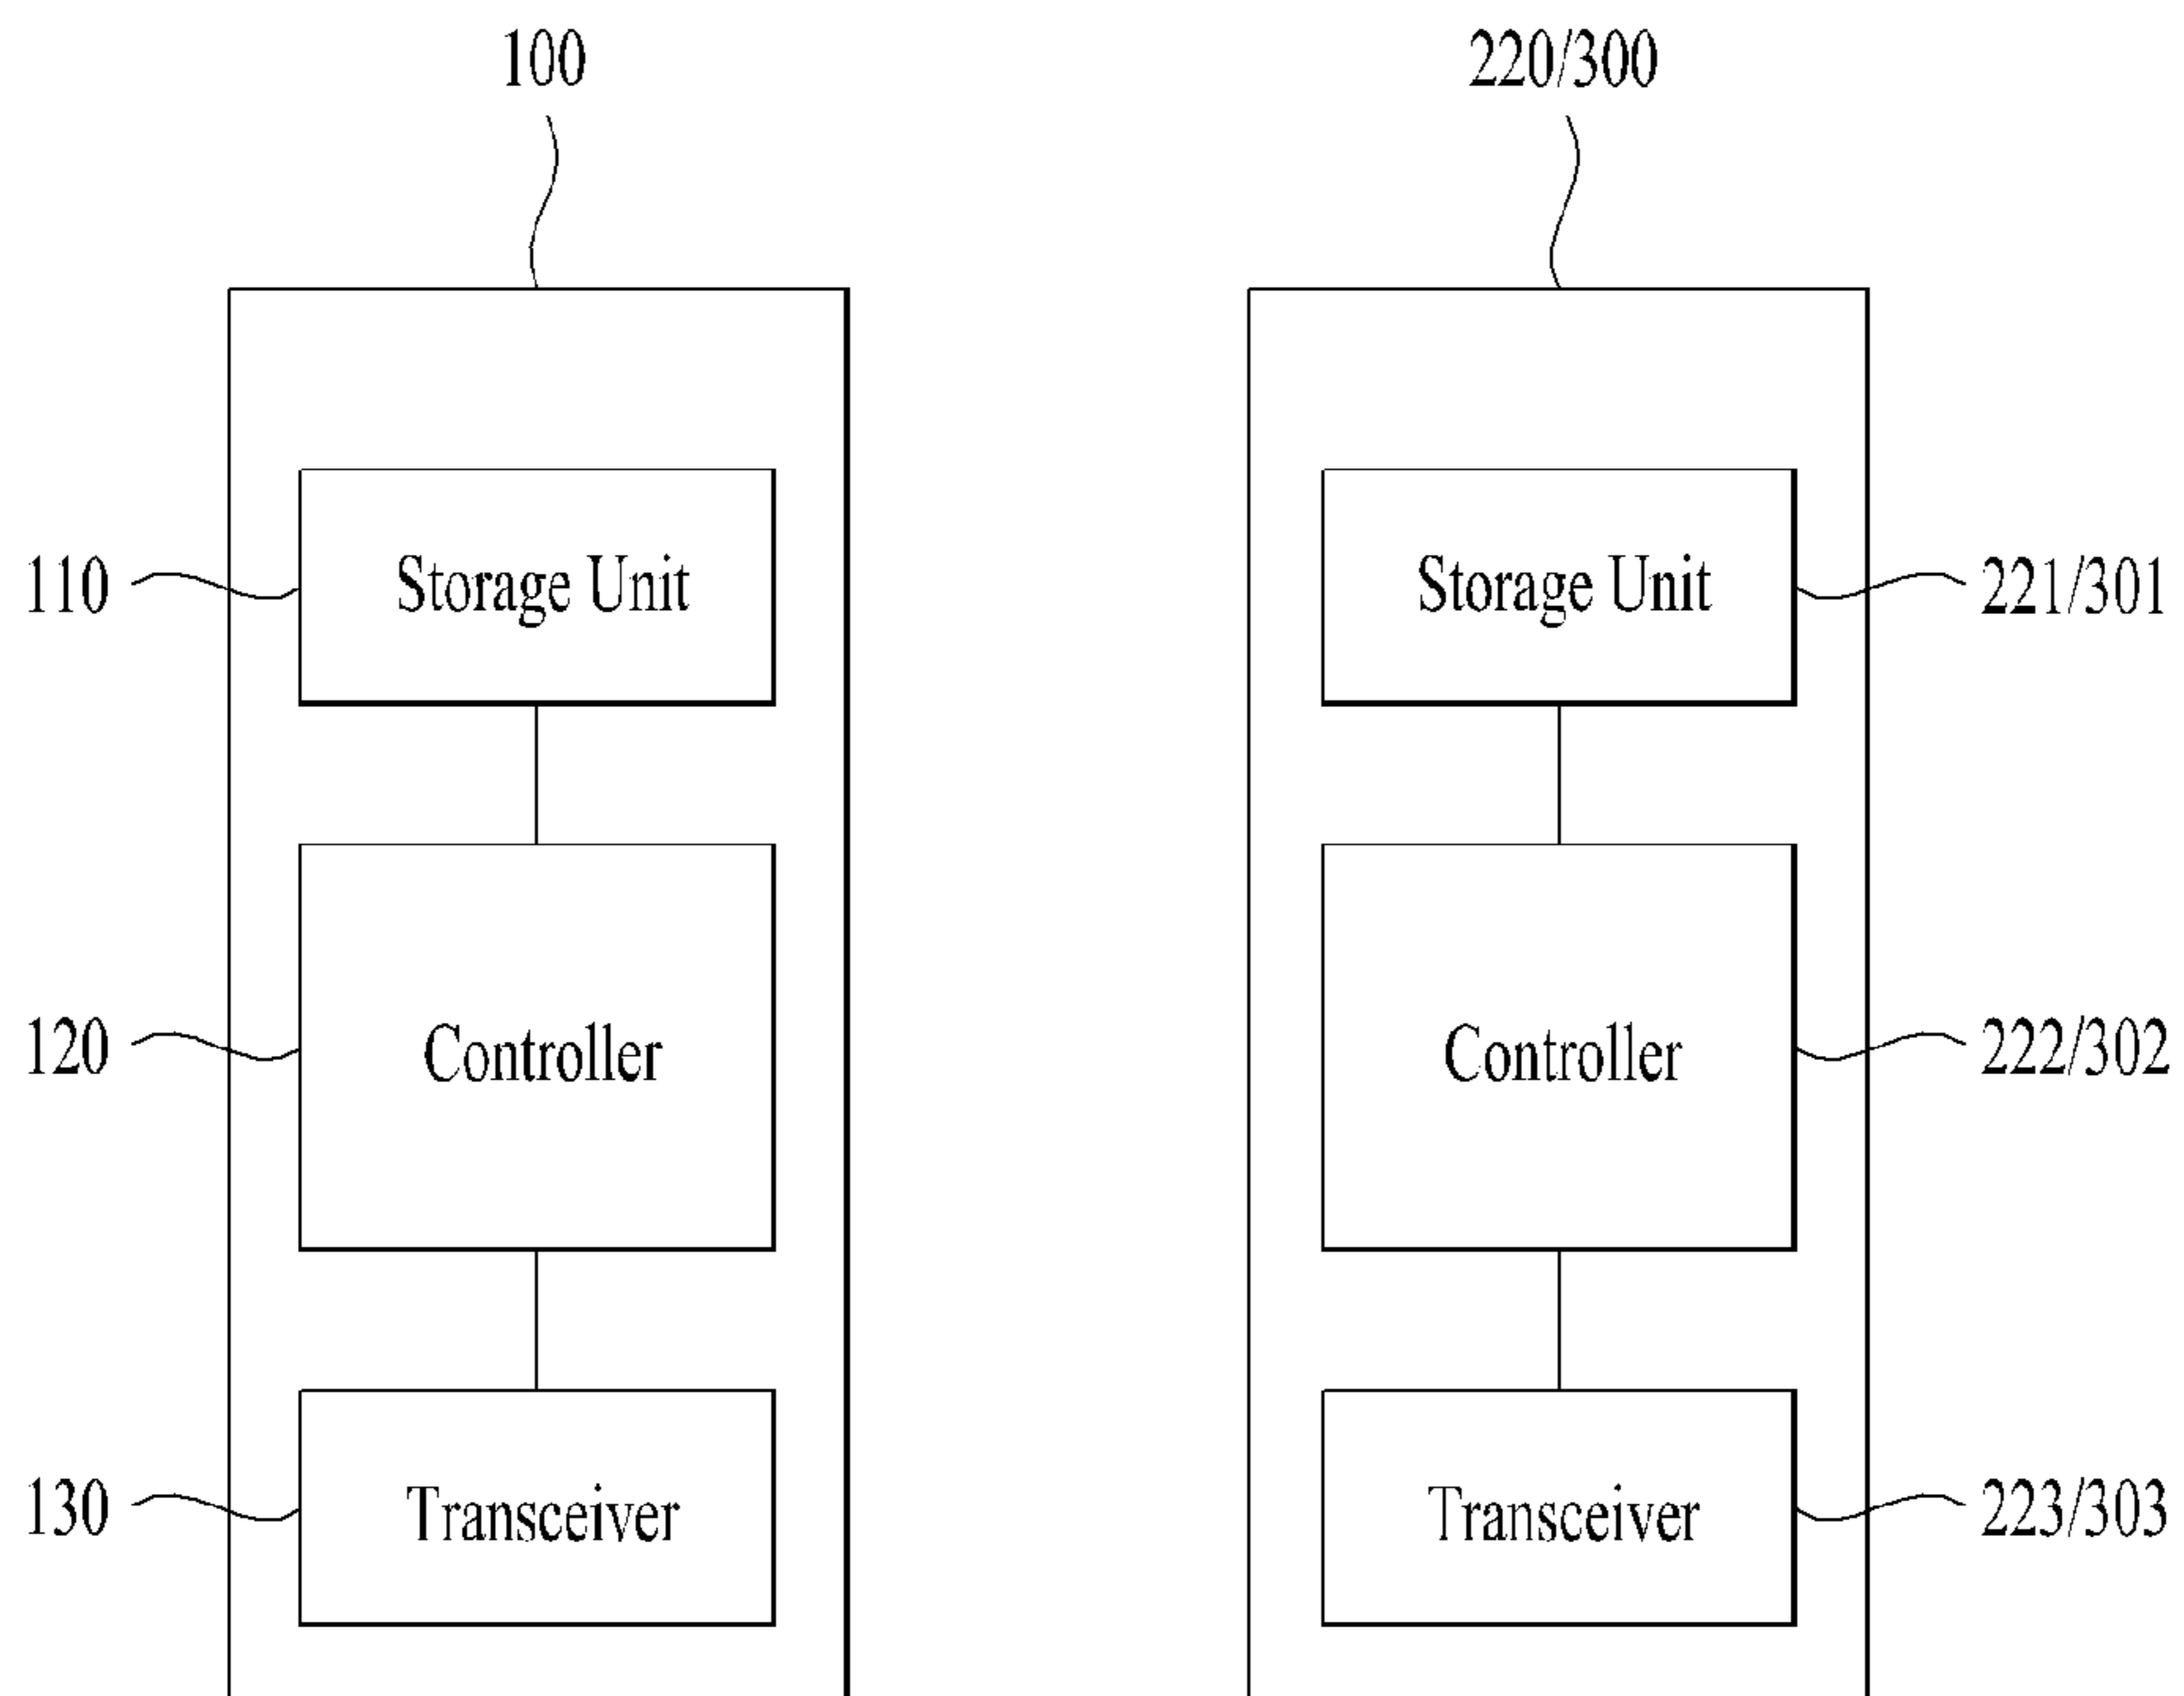 100
220/300
110
Storage Unit
Storage Unit
221/301
120
Controller
Controller
222/302
130
Transceiver
Transceiver
223/303